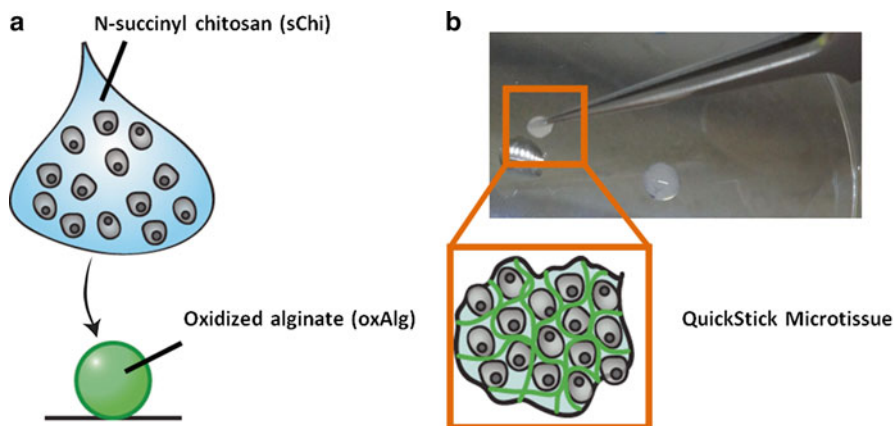 a
N-succinyl chitosan (sChi)
Oxidized alginate (oxAlg)
b
QuickStick Microtissue